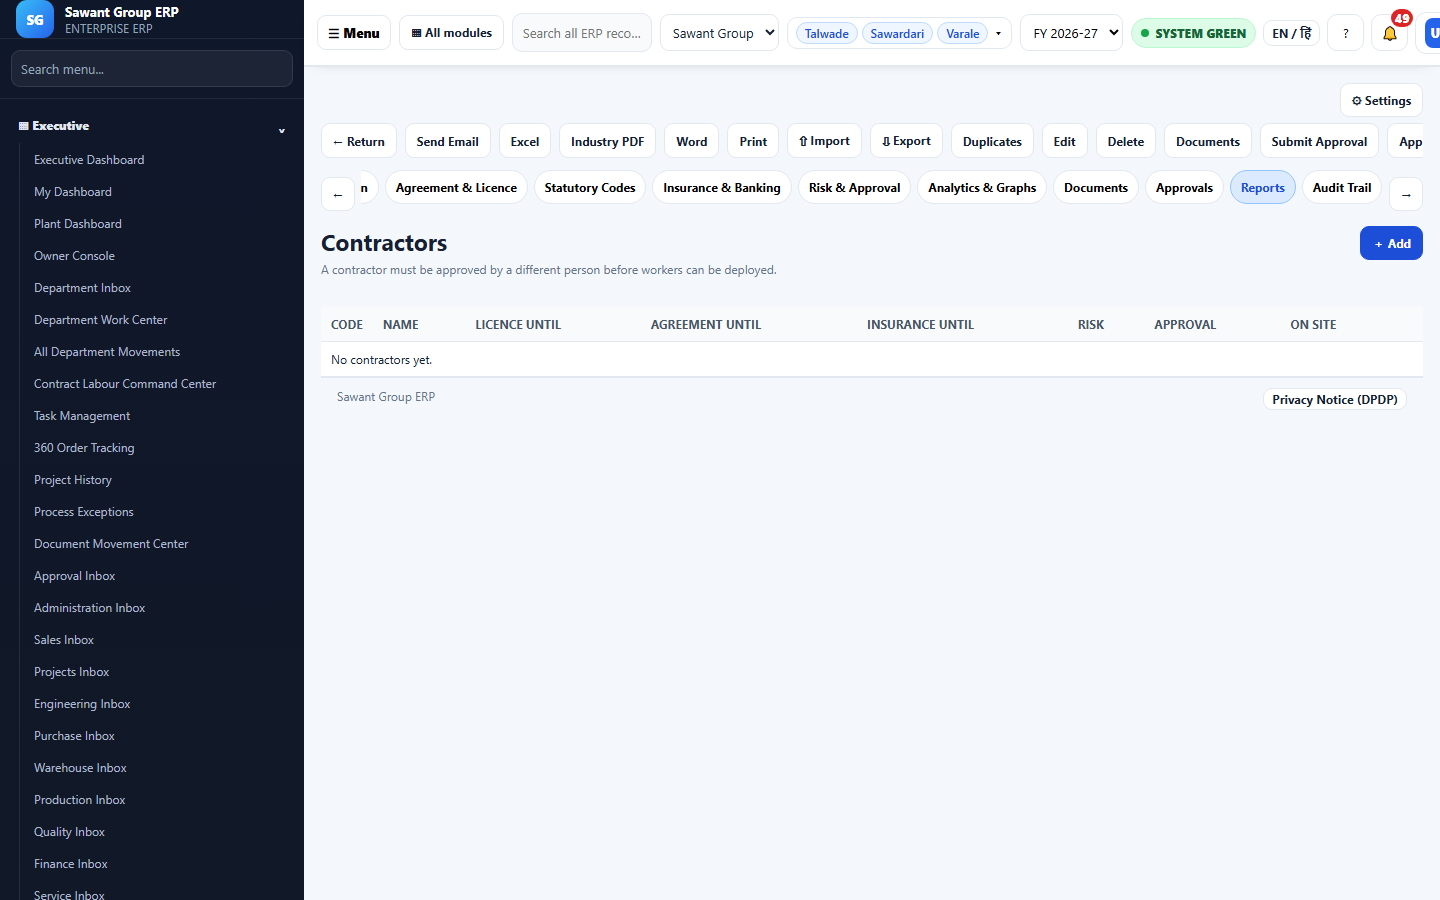 SG
Sawant Group ERP
ENTERPRISE ERP
☰ Menu
All modules
Search all ERP reco...
Sawant Group
Talwade Sawardari Varale
FY 2026-27
SYSTEM GREEN
EN / हिं
?
49
U
Search menu...
⚙ Settings
Executive
← Return
Send Email
Excel
Industry PDF
Word
Print
⇧ Import
⇩ Export
Duplicates
Edit
Delete
Documents
Submit Approval
App
Executive Dashboard
My Dashboard
Plant Dashboard
Owner Console
Department Inbox
Department Work Center
All Department Movements
Contract Labour Command Center
Task Management
360 Order Tracking
Project History
Process Exceptions
Document Movement Center
Approval Inbox
Administration Inbox
Sales Inbox
Projects Inbox
Engineering Inbox
Purchase Inbox
Warehouse Inbox
Production Inbox
Quality Inbox
Finance Inbox
Service Inbox
←
n
Agreement & Licence
Statutory Codes
Insurance & Banking
Risk & Approval
Analytics & Graphs
Documents
Approvals
Reports
Audit Trail
→
Contractors
+ Add
A contractor must be approved by a different person before workers can be deployed.
CODE NAME LICENCE UNTIL AGREEMENT UNTIL INSURANCE UNTIL RISK APPROVAL ON SITE
No contractors yet.
Sawant Group ERP
Privacy Notice (DPDP)